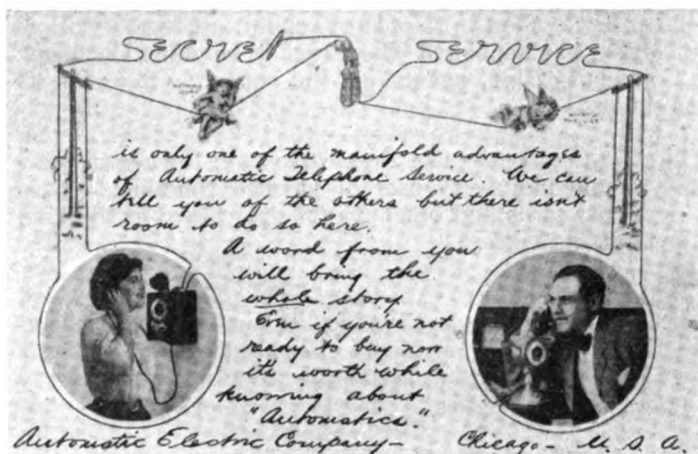 SECRET SERVICE
is only one of the manifold advantages
of Automatic Telephone Service. We can
tell you of the others but there isn't
room to do so here.
A word from you
will bring the
whole story
Even if you're not
ready to buy now
it's worth while
knowing about
"Automatics."
Automatic Electric Company - Chicago - U. S. A.